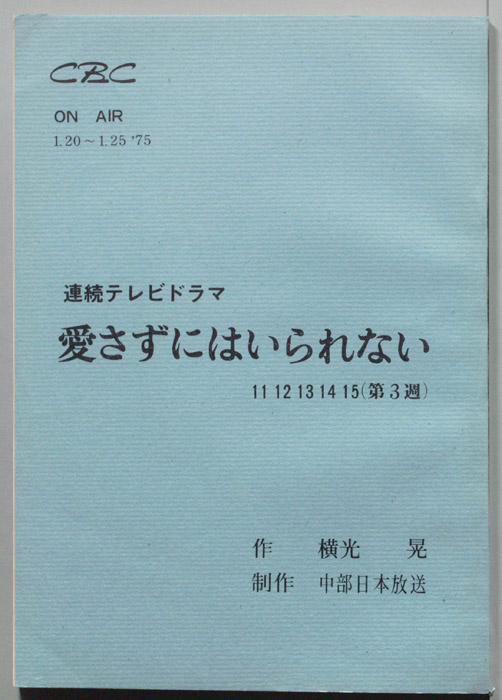 CBC
ON AIR
1.20～1.25 '75
連続テレビドラマ
愛さずにはいられない
11 12 13 14 15(第3週)
作 横光 晃
制作 中部日本放送